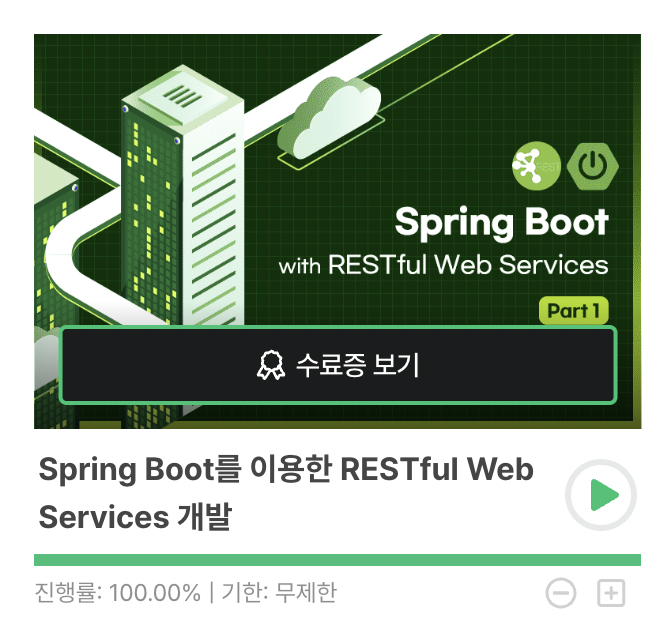 Spring Boot
with RESTful Web Services
Part 1
수료증 보기
Spring Boot를 이용한 RESTful Web
Services 개발
진행률: 100.00% | 기한: 무제한